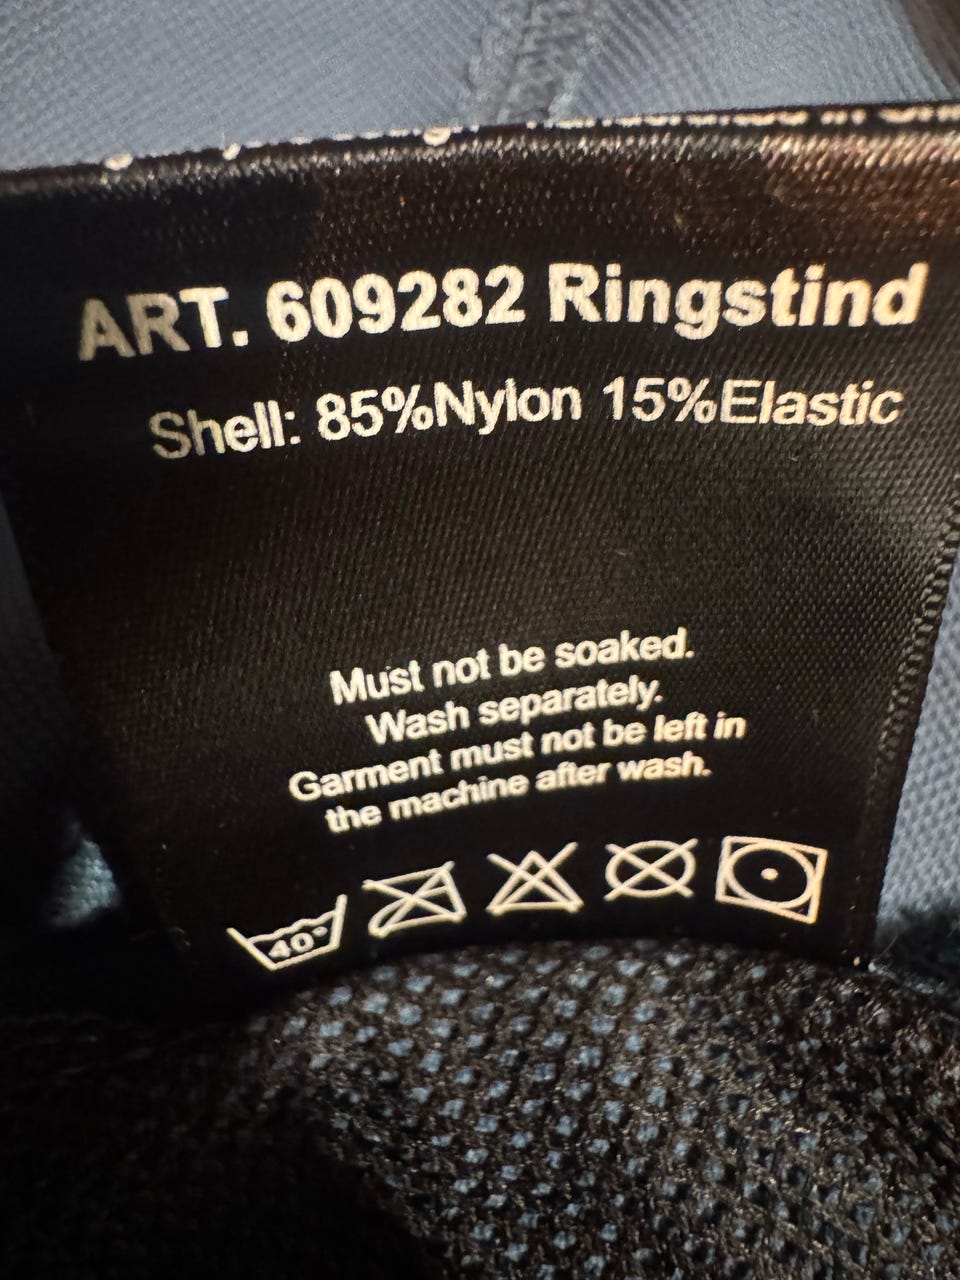 ART. 609282 Ringstind
Shell: 85%Nylon 15%Elastic
Must not be soaked.
Wash separately.
Garment must not be left in
the machine after wash.
40°